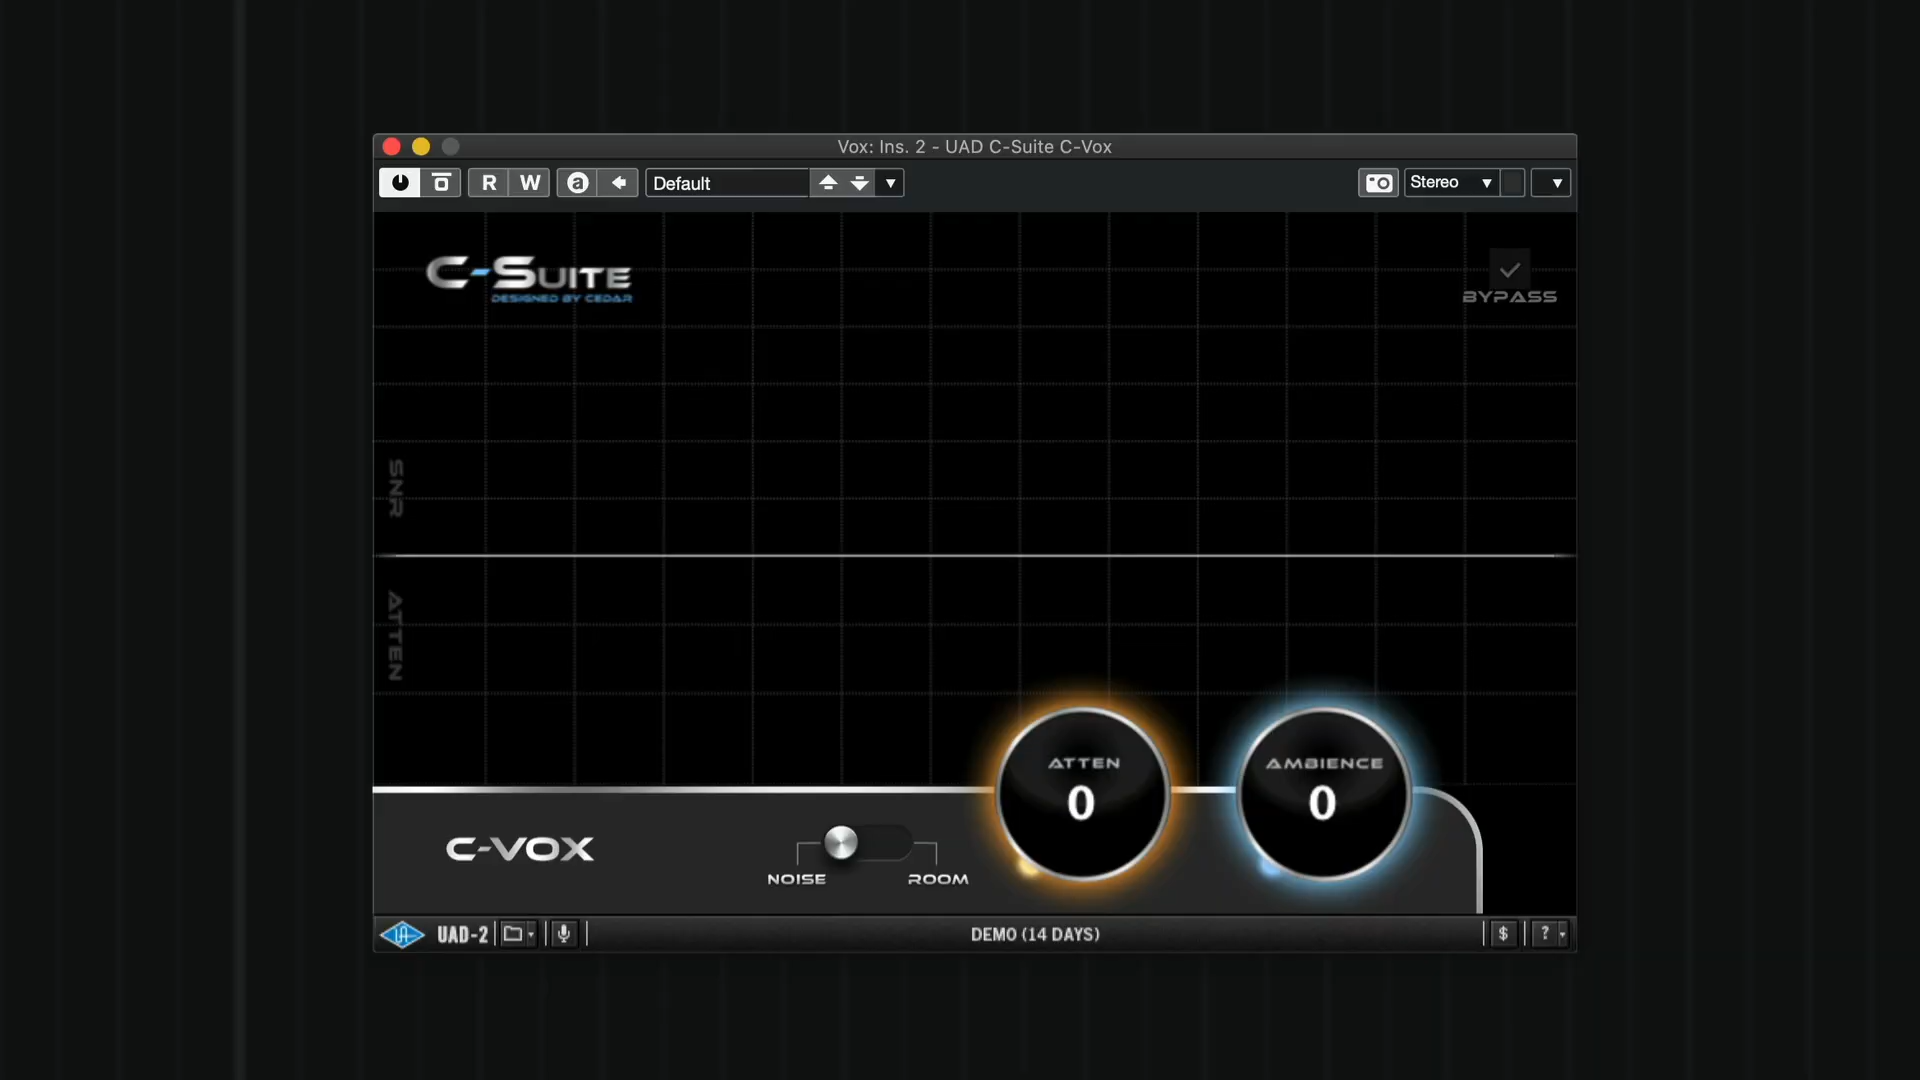 Vox: Ins. 2 - UAD C-Suite C-Vox
R W a Default Stereo
C-SUITE
DESIGNED BY CEDAR
BYPASS
SNR
ATTEN
ATTEN
0
AMBIENCE
0
C-VOX
NOISE
ROOM
UA UAD-2 DEMO (14 DAYS) $ ?